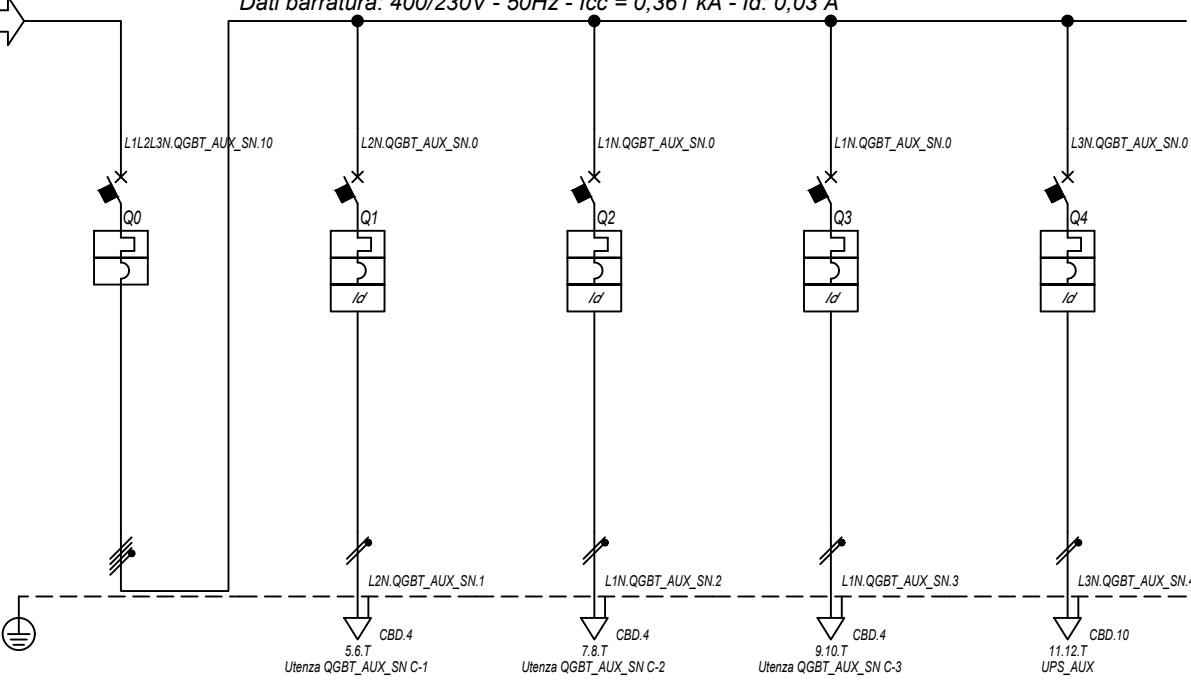 Dati barratura: 400/230V - 50Hz - Icc = 0,361 kA - Id: 0,03 A
L1L2L3N.QGBT_AUX_SN.10
L2N.QGBT_AUX_SN.0
L1N.QGBT_AUX_SN.0
L1N.QGBT_AUX_SN.0
L3N.QGBT_AUX_SN.0
Q0
Q1
Q2
Q3
Q4
Id
Id
Id
Id
L2N.QGBT_AUX_SN.1
L1N.QGBT_AUX_SN.2
L1N.QGBT_AUX_SN.3
L3N.QGBT_AUX_SN.4
CBD.4
CBD.4
CBD.4
CBD.10
5.6.T
7.8.T
9.10.T
11.12.T
Utenza QGBT_AUX_SN C-1
Utenza QGBT_AUX_SN C-2
Utenza QGBT_AUX_SN C-3
UPS_AUX